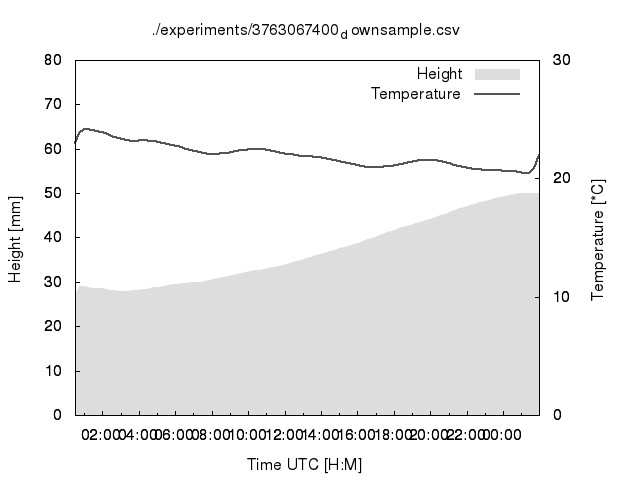 ./experiments/3763067400d ownsample.csv
80 30
Height
Temperature
70
60
50 20
40
30
10
20
10
0 0
Height [mm]
Temperature [*C]
02:00 04:00 06:00 08:00 10:00 12:00 14:00 16:00 18:00 20:00 22:00 00:00
Time UTC [H:M]